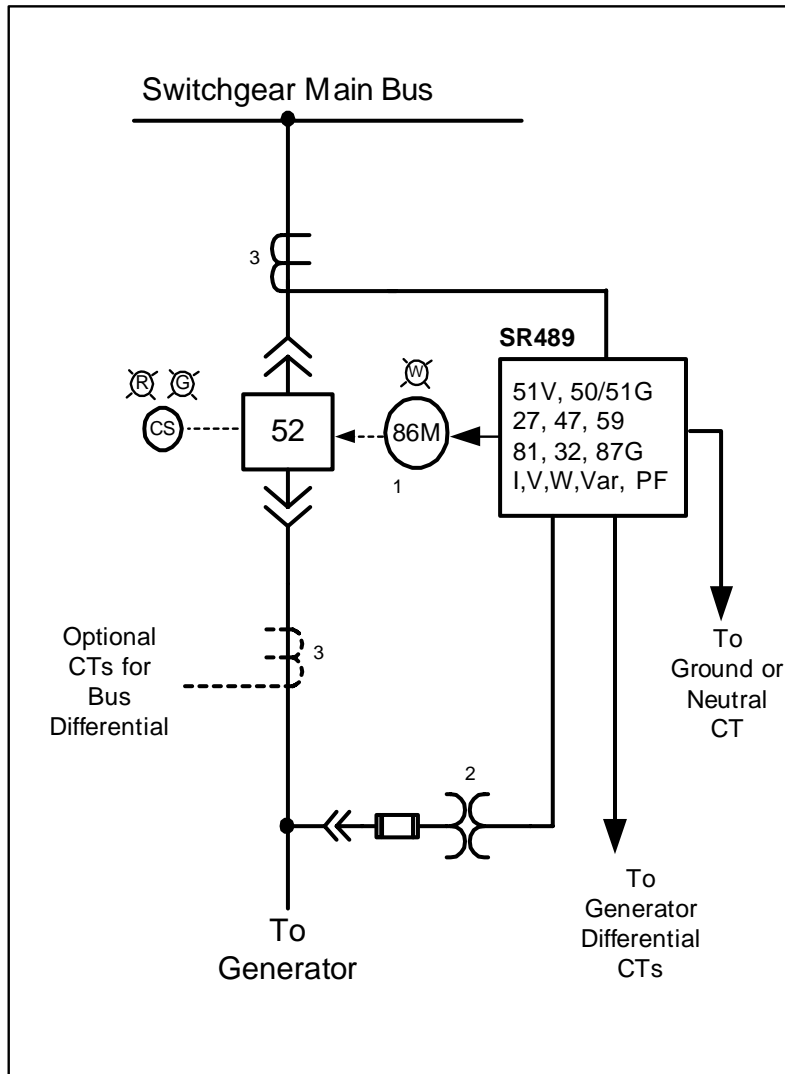 Switchgear Main Bus
3
SR489
R G
W
CS
52
86M
1
51V, 50/51G
27, 47, 59
81, 32, 87G
I,V,W,Var, PF
Optional
CTs for
Bus
Differential
3
To
Ground or
Neutral
CT
2
To
Generator
To
Generator
Differential
CTs